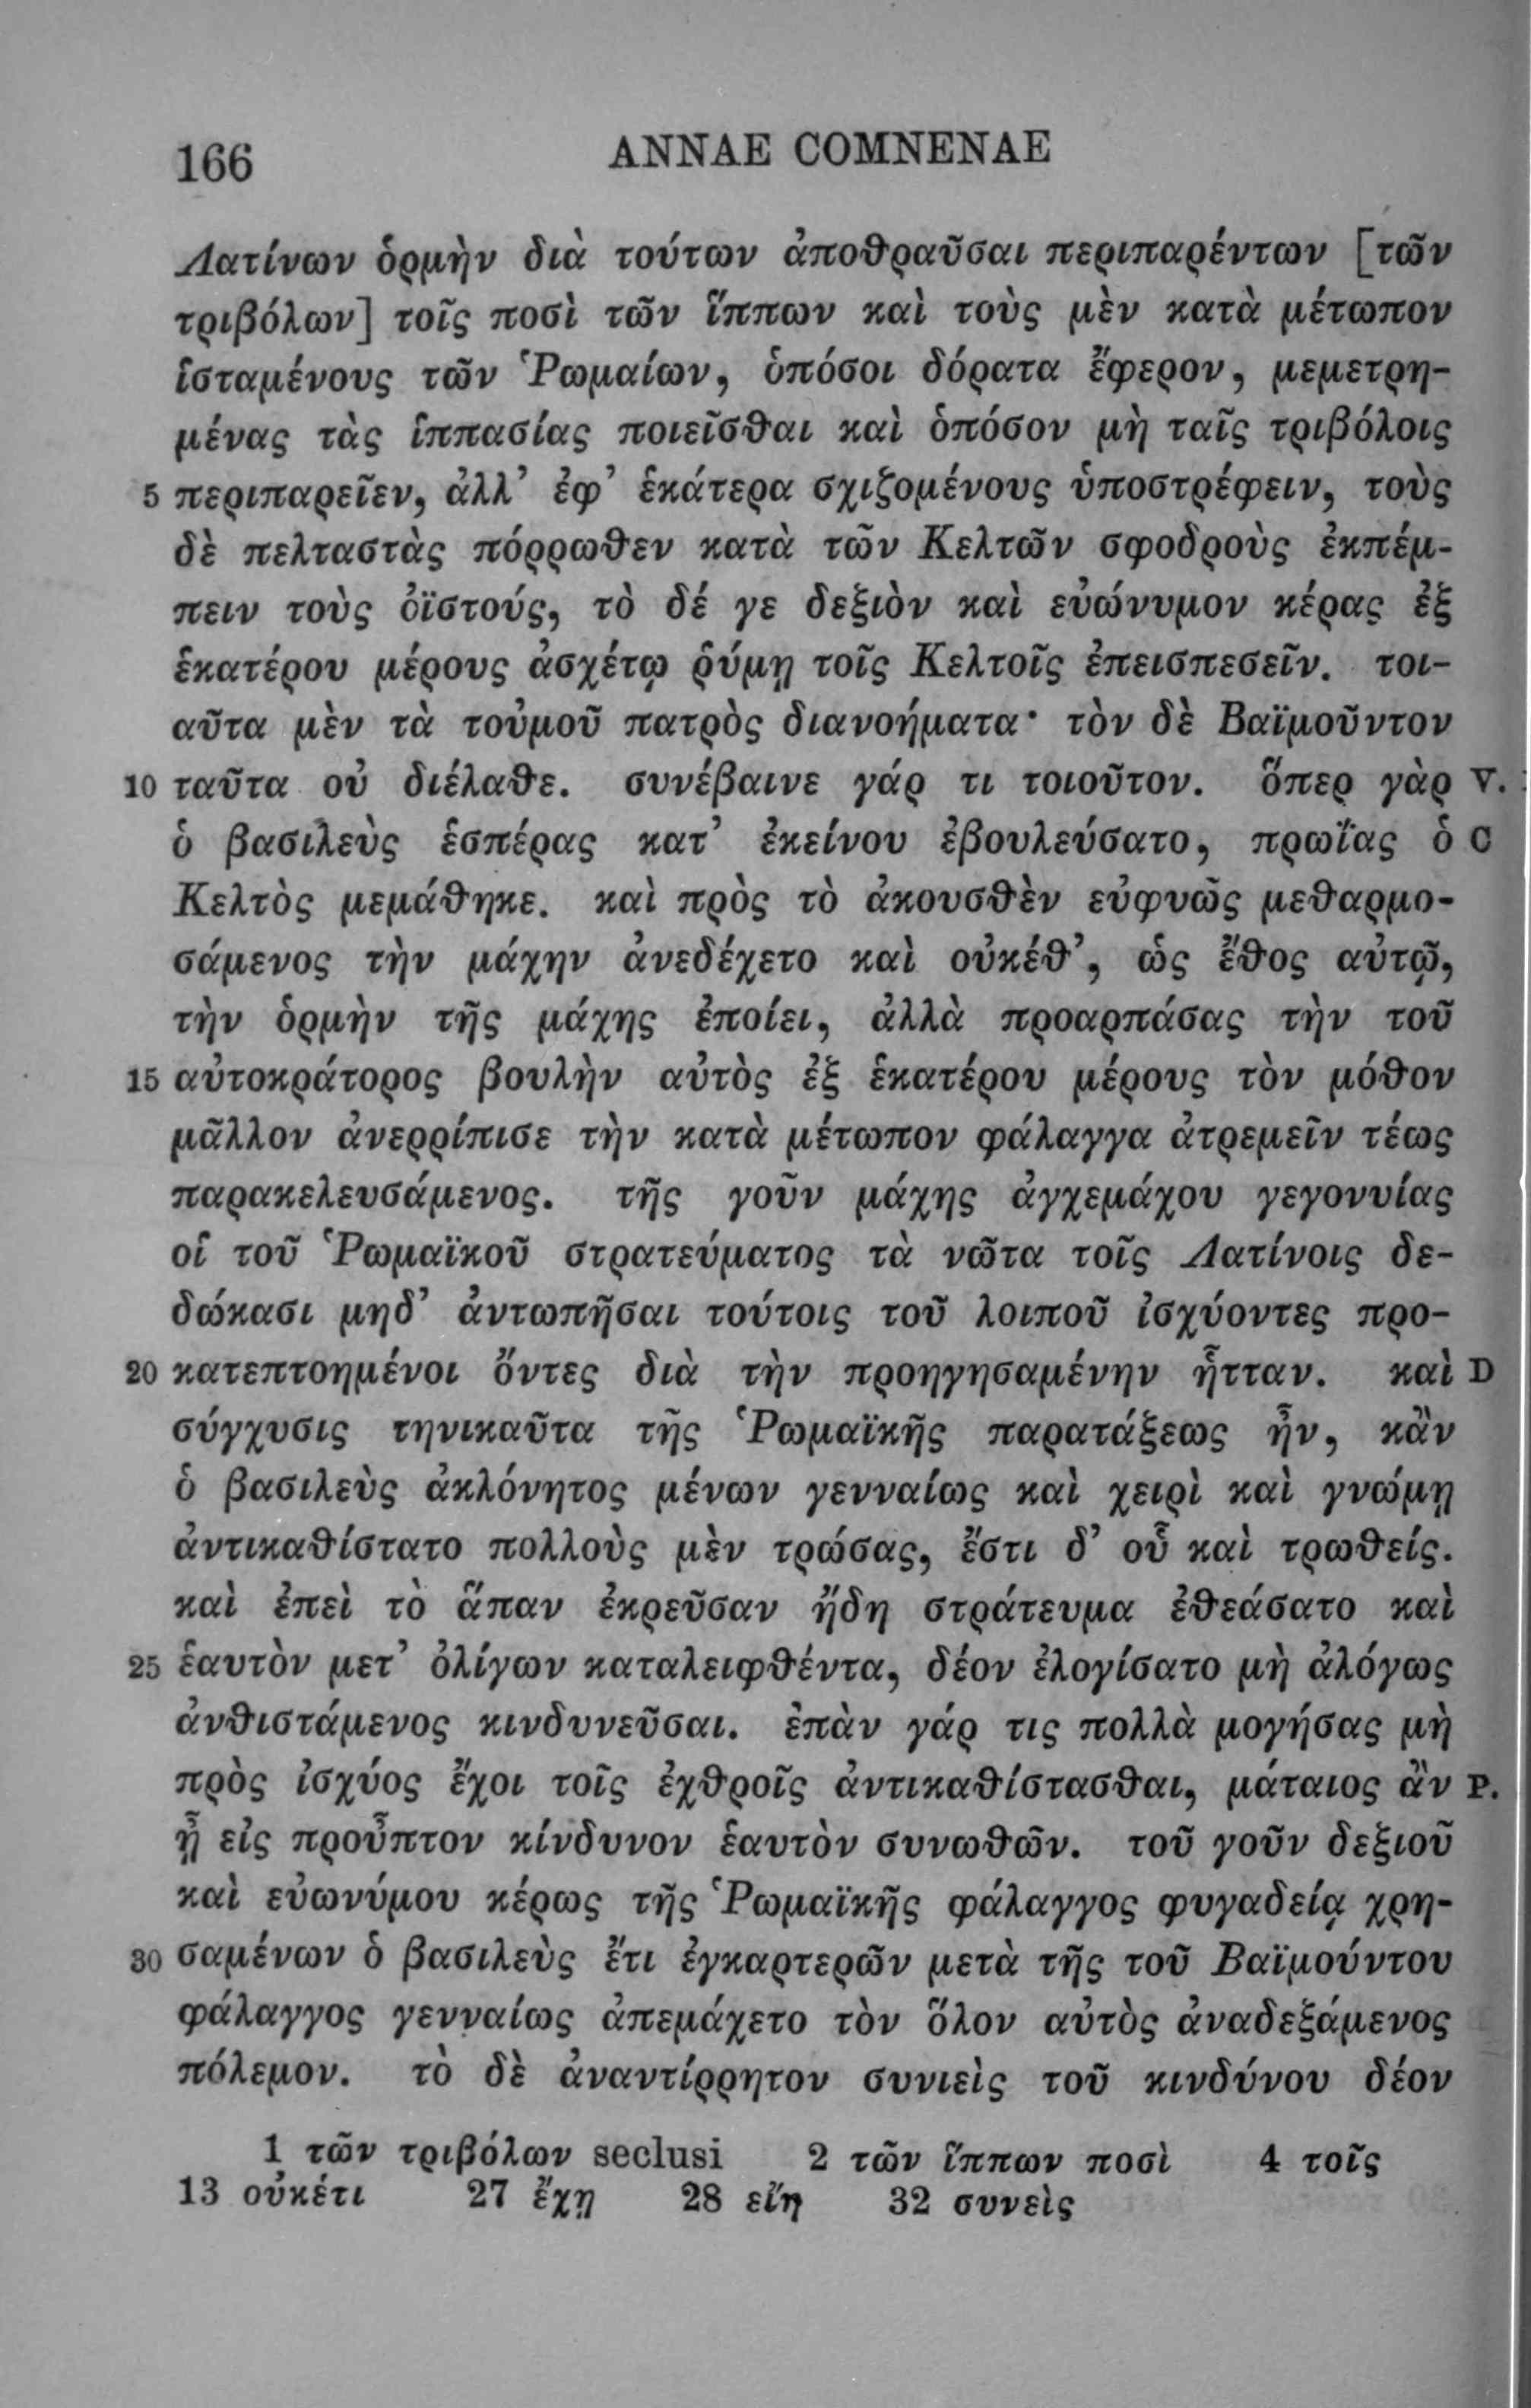 166
ANNAE COMNENAE
Λατίνων ὁρμὴν διὰ τούτων ἀποθραῦσαι περιπαρέντων [τῶν
τριβόλων] τοῖς ποσὶ τῶν ἵππων καὶ τοὺς μὲν κατὰ μέτωπον
ἱσταμένους τῶν Ῥωμαίων, ὁπόσοι δόρατα ἔφερον, μεμετρη-
μένας τὰς ἱππασίας ποιεῖσθαι καὶ ὁπόσον μὴ ταῖς τριβόλοις
5 περιπαρεῖεν, ἀλλ’ ἐφ’ ἑκάτερα σχιζομένους ὑποστρέφειν, τοὺς
δὲ πελταστὰς πόρρωθεν κατὰ τῶν Κελτῶν σφοδροὺς ἐκπέμ-
πειν τοὺς ὀϊστούς, τὸ δέ γε δεξιὸν καὶ εὐώνυμον κέρας ἐξ
ἑκατέρου μέρους ἀσχέτῳ ῥύμῃ τοῖς Κελτοῖς ἐπεισπεσεῖν. τοι-
αῦτα μὲν τὰ τοὐμοῦ πατρὸς διανοήματα· τὸν δὲ Βαϊμοῦντον
10 ταῦτα οὐ διέλαθε. συνέβαινε γάρ τι τοιοῦτον. ὅπερ γὰρ V.
ὁ βασιλεὺς ἑσπέρας κατ’ ἐκείνου ἐβουλεύσατο, πρωΐας ὁ C
Κελτὸς μεμάθηκε. καὶ πρὸς τὸ ἀκουσθὲν εὐφυῶς μεθαρμο-
σάμενος τὴν μάχην ἀνεδέχετο καὶ οὐκέθ’, ὡς ἔθος αὐτῷ,
τὴν ὁρμὴν τῆς μάχης ἐποίει, ἀλλὰ προαρπάσας τὴν τοῦ
15 αὐτοκράτορος βουλὴν αὐτὸς ἐξ ἑκατέρου μέρους τὸν μόθον
μᾶλλον ἀνερρίπισε τὴν κατὰ μέτωπον φάλαγγα ἀτρεμεῖν τέως
παρακελευσάμενος. τῆς γοῦν μάχης ἀγχεμάχου γεγονυίας
οἱ τοῦ Ῥωμαϊκοῦ στρατεύματος τὰ νῶτα τοῖς Λατίνοις δε-
δώκασι μηδ’ ἀντωπῆσαι τούτοις τοῦ λοιποῦ ἰσχύοντες προ-
20 κατεπτοημένοι ὄντες διὰ τὴν προηγησαμένην ἧτταν. καὶ D
σύγχυσις τηνικαῦτα τῆς Ῥωμαϊκῆς παρατάξεως ἦν, κἂν
ὁ βασιλεὺς ἀκλόνητος μένων γενναίως καὶ χειρὶ καὶ γνώμῃ
ἀντικαθίστατο πολλοὺς μὲν τρώσας, ἔστι δ’ οὗ καὶ τρωθείς.
καὶ ἐπεὶ τὸ ἅπαν ἐκρεῦσαν ἤδη στράτευμα ἐθεάσατο καὶ
25 ἑαυτὸν μετ’ ὀλίγων καταλειφθέντα, δέον ἐλογίσατο μὴ ἀλόγως
ἀνθιστάμενος κινδυνεῦσαι. ἐπὰν γάρ τις πολλὰ μογήσας μὴ
πρὸς ἰσχύος ἔχοι τοῖς ἐχθροῖς ἀντικαθίστασθαι, μάταιος ἂν P.
ᾖ εἰς προὖπτον κίνδυνον ἑαυτὸν συνωθῶν. τοῦ γοῦν δεξιοῦ
καὶ εὐωνύμου κέρως τῆς Ῥωμαϊκῆς φάλαγγος φυγαδείᾳ χρη-
30 σαμένων ὁ βασιλεὺς ἔτι ἐγκαρτερῶν μετὰ τῆς τοῦ Βαϊμούντου
φάλαγγος γενναίως ἀπεμάχετο τὸν ὅλον αὐτὸς ἀναδεξάμενος
πόλεμον. τὸ δὲ ἀναντίρρητον συνιεὶς τοῦ κινδύνου δέον
1 τῶν τριβόλων seclusi 2 τῶν ἵππων ποσὶ 4 τοῖς
13 οὐκέτι 27 ἔχῃ 28 εἴη 32 συνεὶς